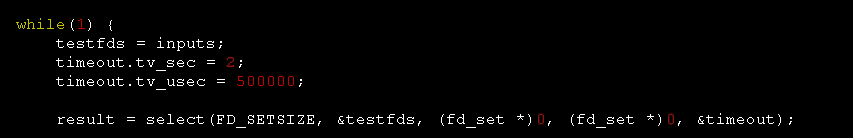 while(1) {
testfds = inputs;
timeout.tv_sec = 2;
timeout.tv_usec = 500000;
result = select(FD_SETSIZE, &testfds, (fd_set *)0, (fd_set *)0, &timeout);